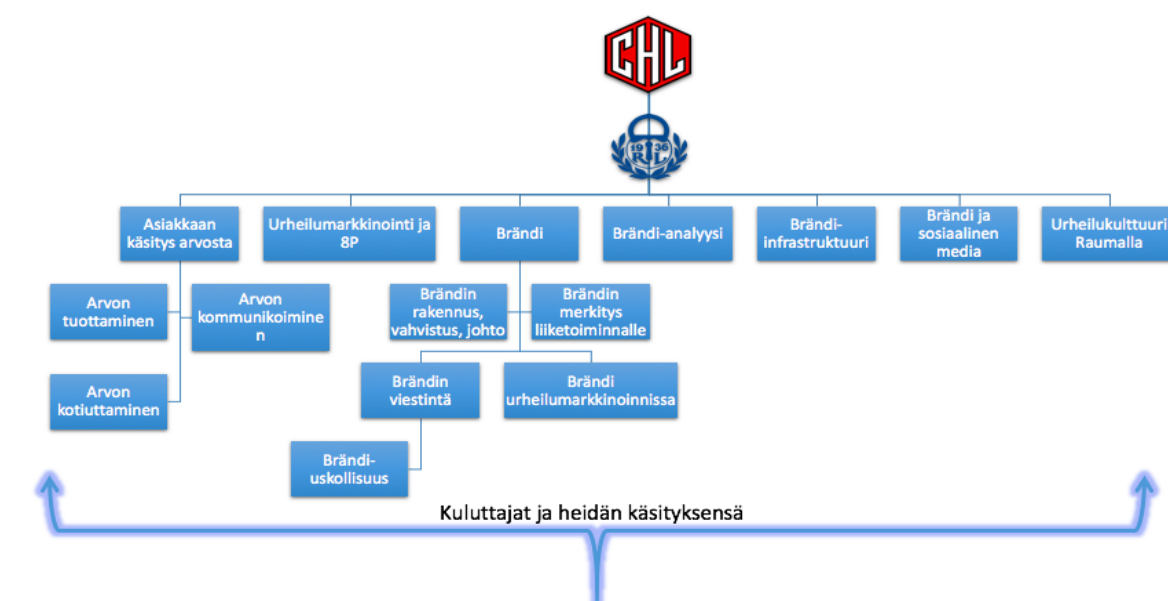 CHL
19 36
R L
Asiakkaan
käsitys arvosta
Urheilumarkkinointi ja
8P
Brändi
Brändi-analyysi
Brändi-
infrastruktuuri
Brändi ja
sosiaalinen
media
Urheilukulttuuri
Raumalla
Arvon
tuottaminen
Arvon
kommunikoimine
n
Brändin
rakennus,
vahvistus, johto
Brändin
merkitys
liiketoiminnalle
Arvon
kotiuttaminen
Brändin
viestintä
Brändi
urheilumarkkinoinnissa
Brändi-
uskollisuus
Kuluttajat ja heidän käsityksensä